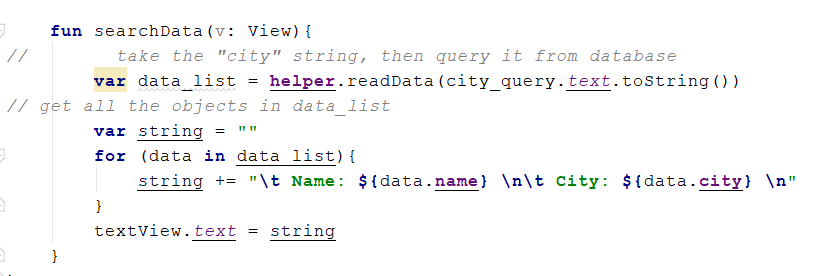 fun searchData(v: View){
//        take the "city" string, then query it from database
var data_list = helper.readData(city_query.text.toString())
// get all the objects in data_list
var string = ""
for (data in data_list){
string += "\t Name: ${data.name} \n\t City: ${data.city} \n"
}
textView.text = string
}